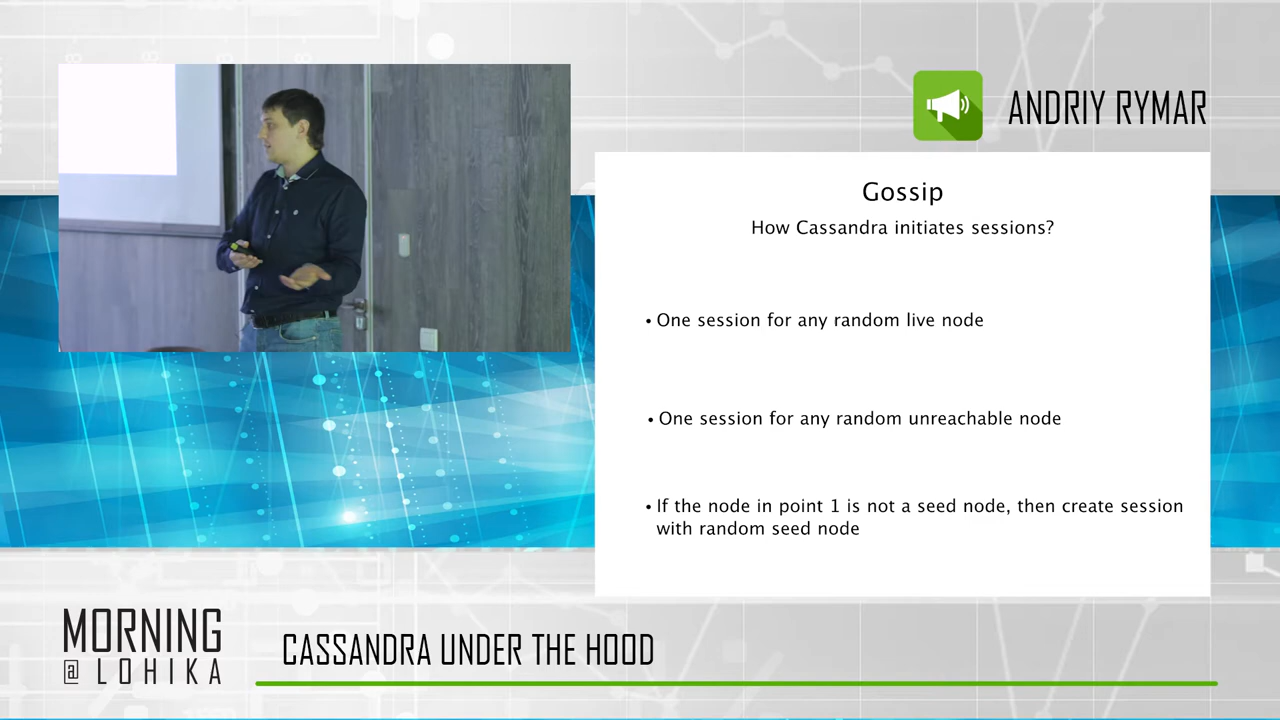 ANDRIY RYMAR
Gossip
How Cassandra initiates sessions?
• One session for any random live node
• One session for any random unreachable node
• If the node in point 1 is not a seed node, then create session
with random seed node
MORNING
@ LOHIKA
CASSANDRA UNDER THE HOOD